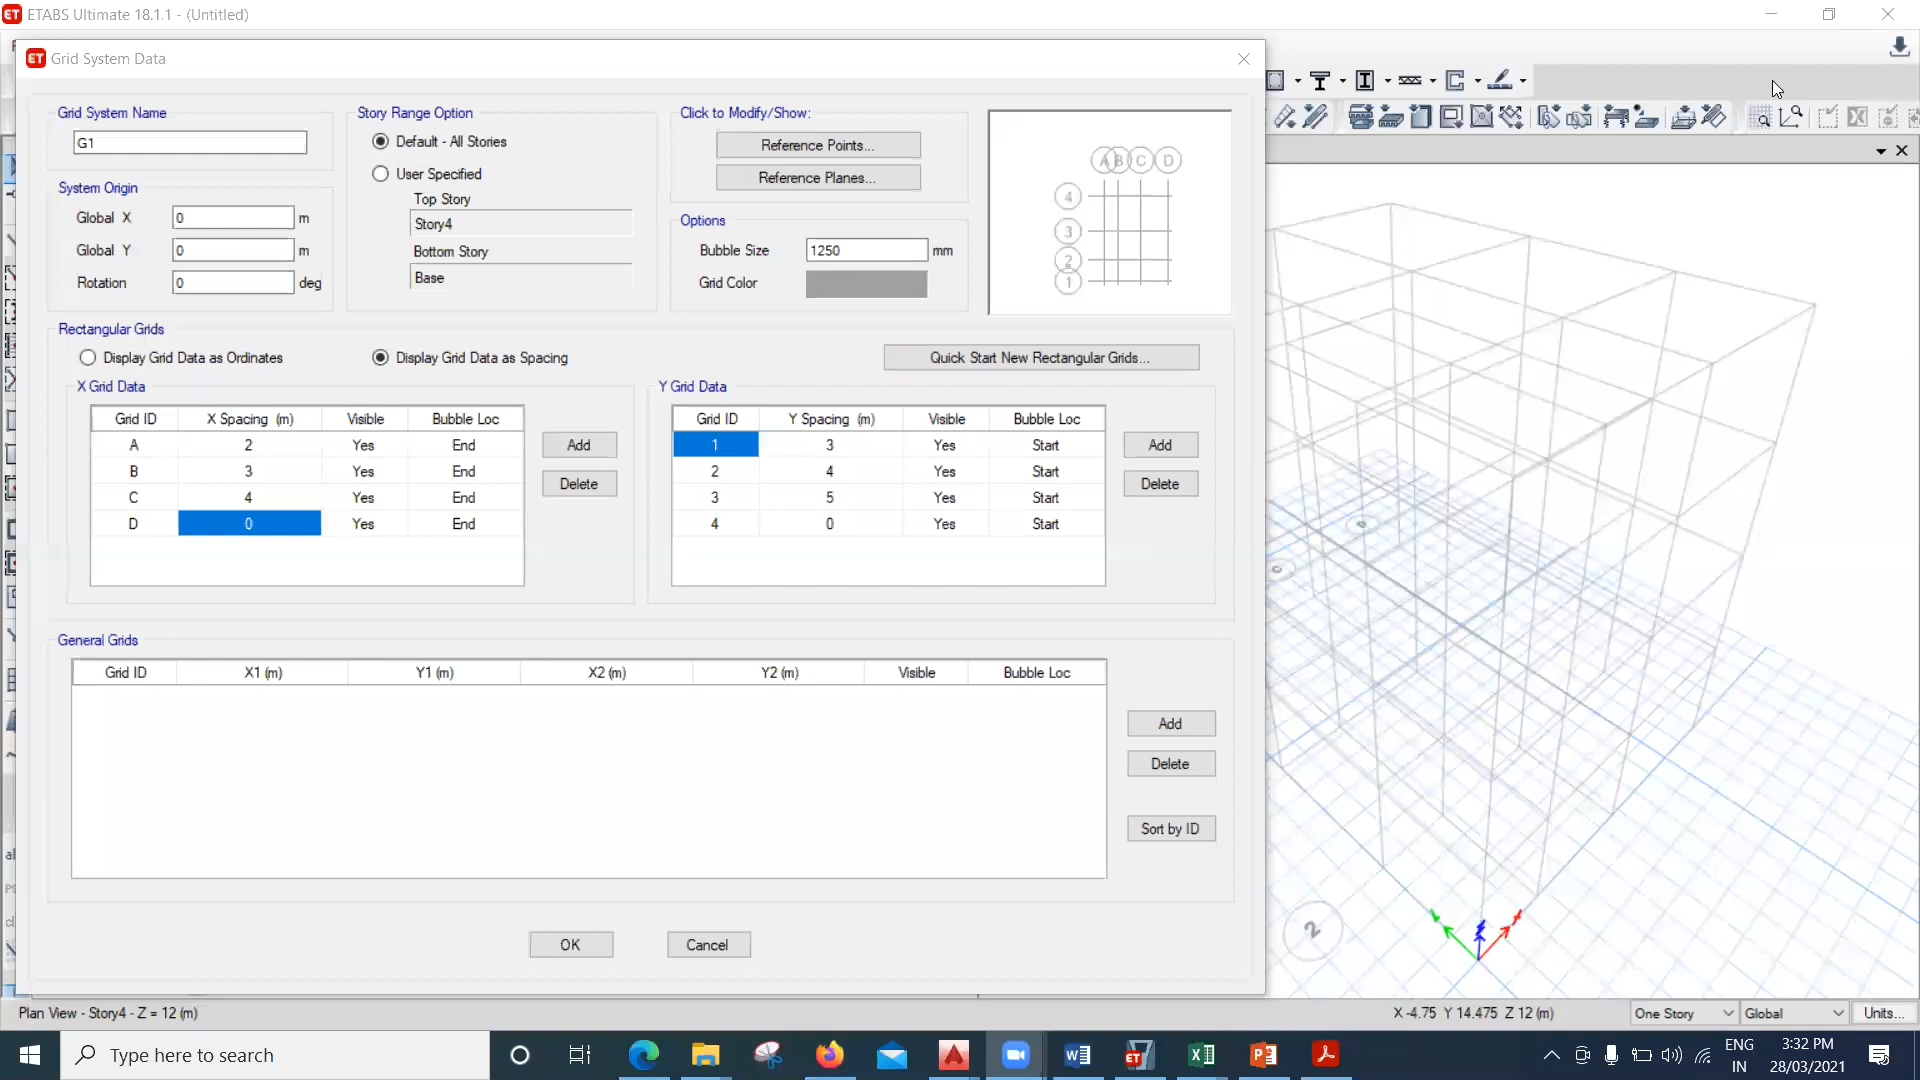 ETABS Ultimate 18.1.1 - (Untitled)
Grid System Data
Grid System Name
G1
System Origin
Global X 0 m
Global Y 0 m
Rotation 0 deg
Story Range Option
Default - All Stories
User Specified
Top Story
Story4
Bottom Story
Base
Click to Modify/Show:
Reference Points...
Reference Planes...
Options
Bubble Size 1250 mm
Grid Color
A B C D
4
3
2
1
Rectangular Grids
Display Grid Data as Ordinates Display Grid Data as Spacing Quick Start New Rectangular Grids...
X Grid Data
Grid ID X Spacing (m) Visible Bubble Loc
A 2 Yes End
B 3 Yes End
C 4 Yes End
D 0 Yes End
Add
Delete
Y Grid Data
Grid ID Y Spacing (m) Visible Bubble Loc
1 3 Yes Start
2 4 Yes Start
3 5 Yes Start
4 0 Yes Start
Add
Delete
General Grids
Grid ID X1 (m) Y1 (m) X2 (m) Y2 (m) Visible Bubble Loc
Add
Delete
Sort by ID
OK Cancel
2
Plan View - Story4 - Z = 12 (m) X -4.75 Y 14.475 Z 12 (m) One Story Global Units...
Type here to search
ENG
IN
3:32 PM
28/03/2021